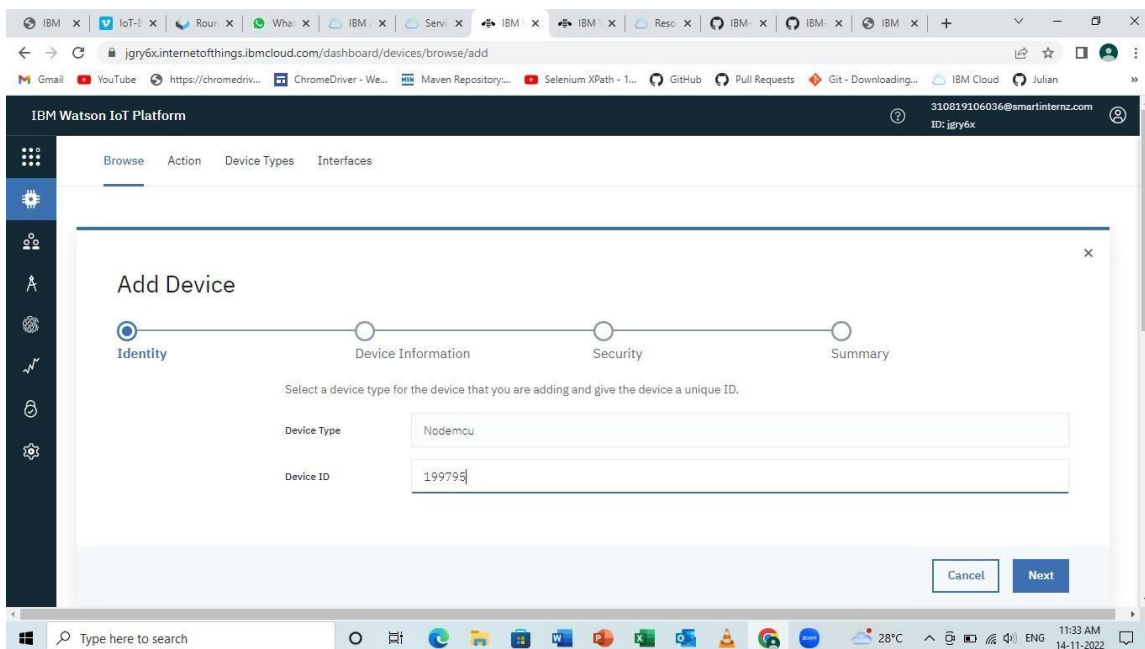 IBM
IoT-E
Roun
What
IBM
Servi
IBM
IBM
Reso
IBM-
IBM-
IBM
jgry6x.internetofthings.ibmcloud.com/dashboard/devices/browse/add
Gmail
YouTube
https://chromedriv...
ChromeDriver - We...
Maven Repository:...
Selenium XPath - 1...
GitHub
Pull Requests
Git - Downloading...
IBM Cloud
Julian
»
IBM Watson IoT Platform
310819106036@smartinternz.com
ID: jgry6x
Browse
Action
Device Types
Interfaces
Add Device
Identity
Device Information
Security
Summary
Select a device type for the device that you are adding and give the device a unique ID.
Device Type
Nodemcu
Device ID
199795
Cancel
Next
Type here to search
28°C
ENG
11:33 AM
14-11-2022